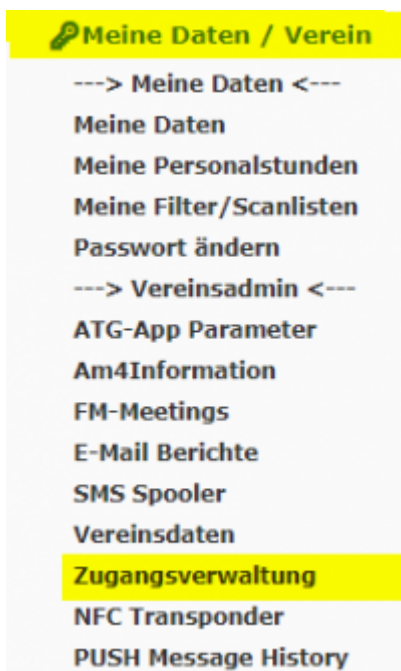 Meine Daten / Verein
---> Meine Daten <---
Meine Daten
Meine Personalstunden
Meine Filter/Scanlisten
Passwort ändern
---> Vereinsadmin <---
ATG-App Parameter
Am4Information
FM-Meetings
E-Mail Berichte
SMS Spooler
Vereinsdaten
Zugangsverwaltung
NFC Transponder
PUSH Message History